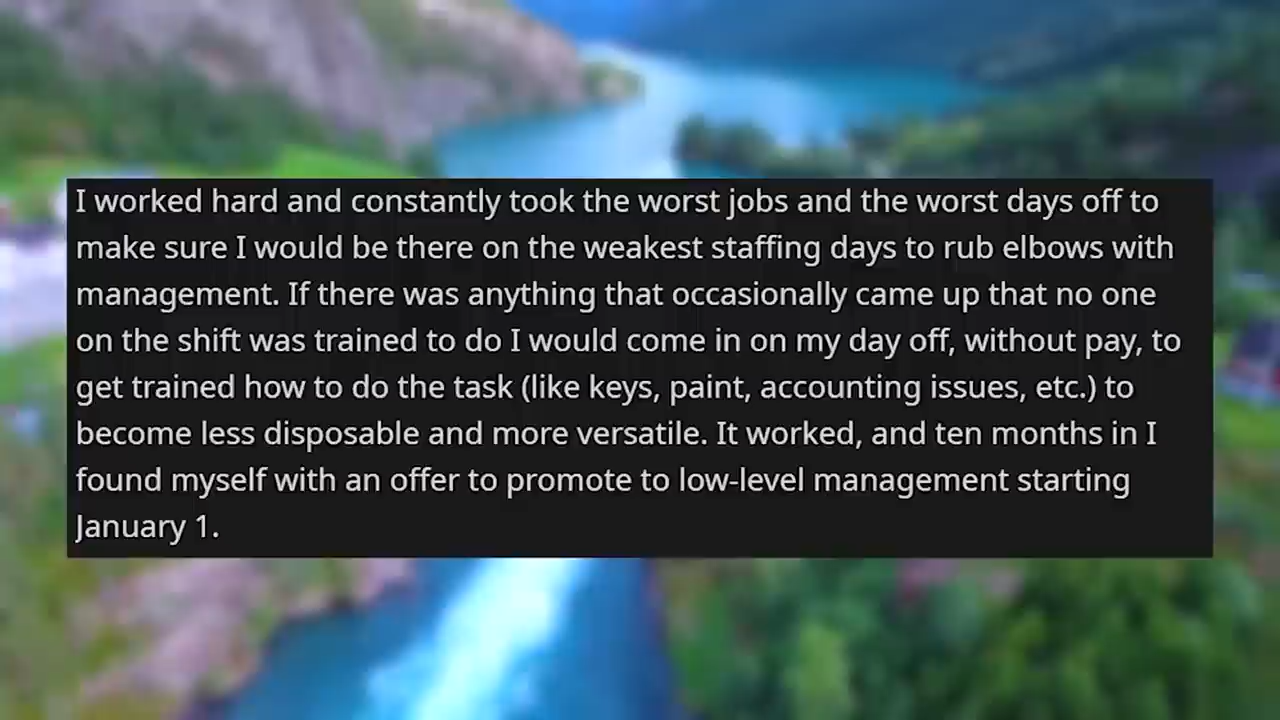 I worked hard and constantly took the worst jobs and the worst days off to
make sure I would be there on the weakest staffing days to rub elbows with
management. If there was anything that occasionally came up that no one
on the shift was trained to do I would come in on my day off, without pay, to
get trained how to do the task (like keys, paint, accounting issues, etc.) to
become less disposable and more versatile. It worked, and ten months in I
found myself with an offer to promote to low-level management starting
January 1.